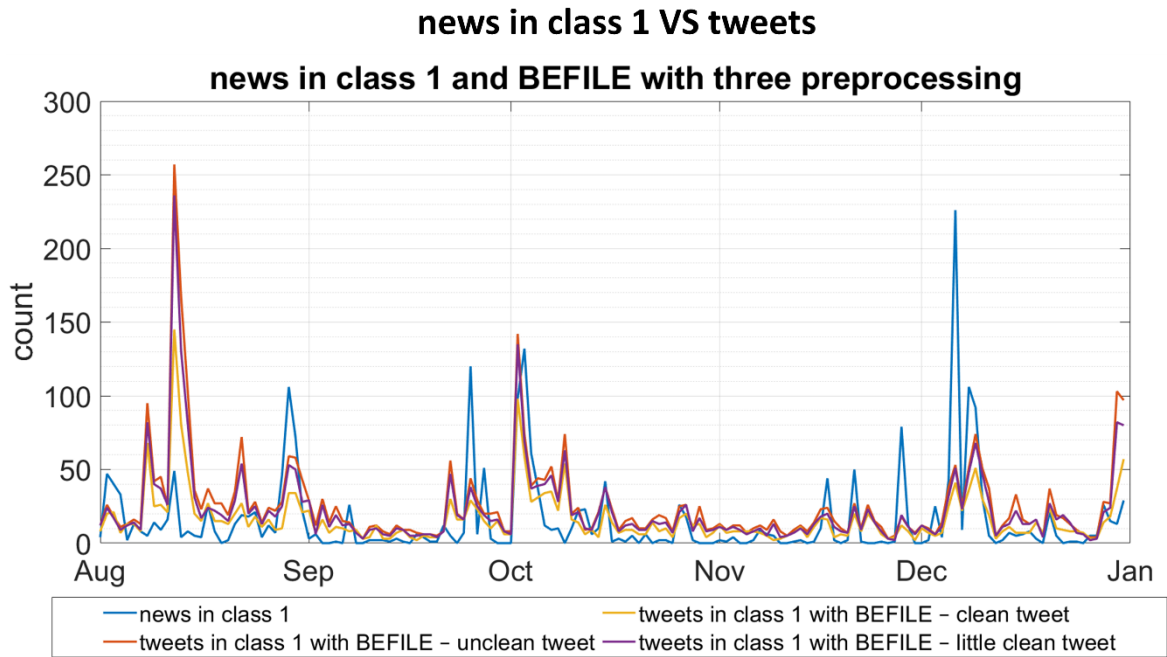 news in class 1 VS tweets
news in class 1 and BEFILE with three preprocessing
300
250
200
150
100
50
0
count
Aug Sep Oct Nov Dec Jan
news in class 1
tweets in class 1 with BEFILE – clean tweet
tweets in class 1 with BEFILE – unclean tweet
tweets in class 1 with BEFILE – little clean tweet